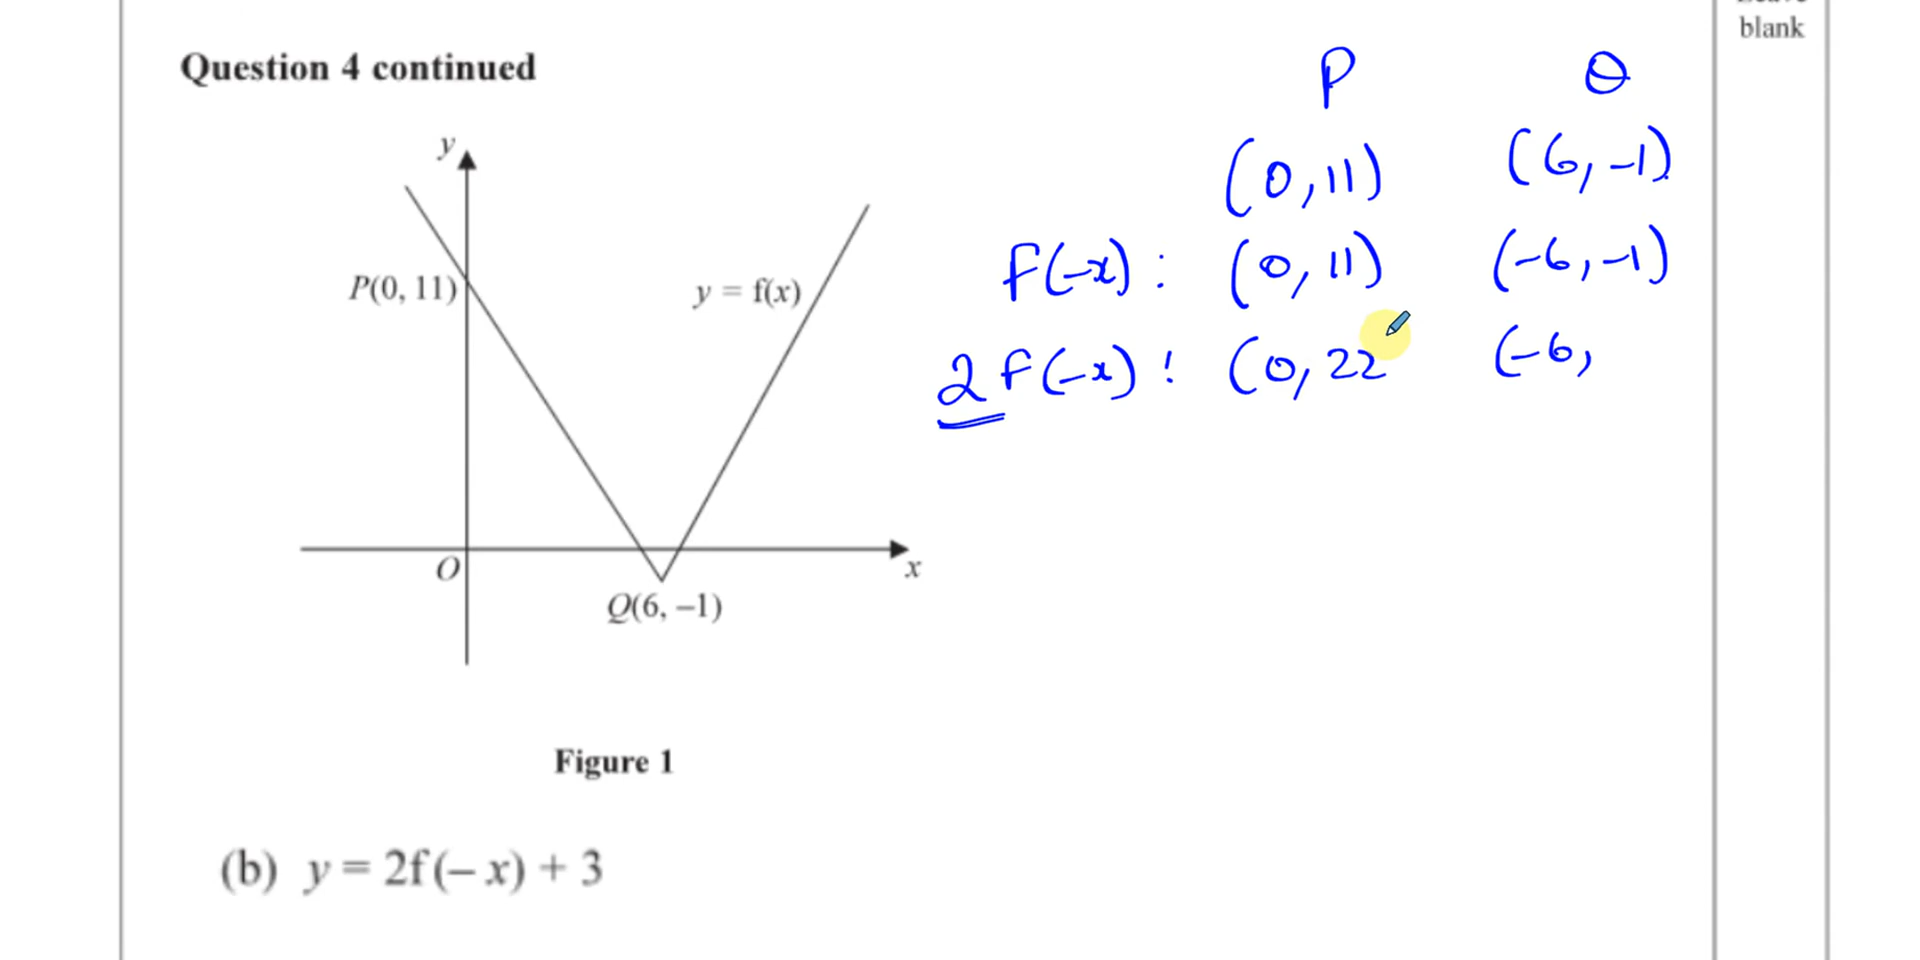 blank
Question 4 continued
P Q
(0, 11) (6, -1)
f(-x) : (0, 11) (-6, -1)
2f(-x) : (0, 22 (-6,
y
P(0, 11)
y = f(x)
O
x
Q(6, –1)
Figure 1
(b) y = 2f(– x) + 3